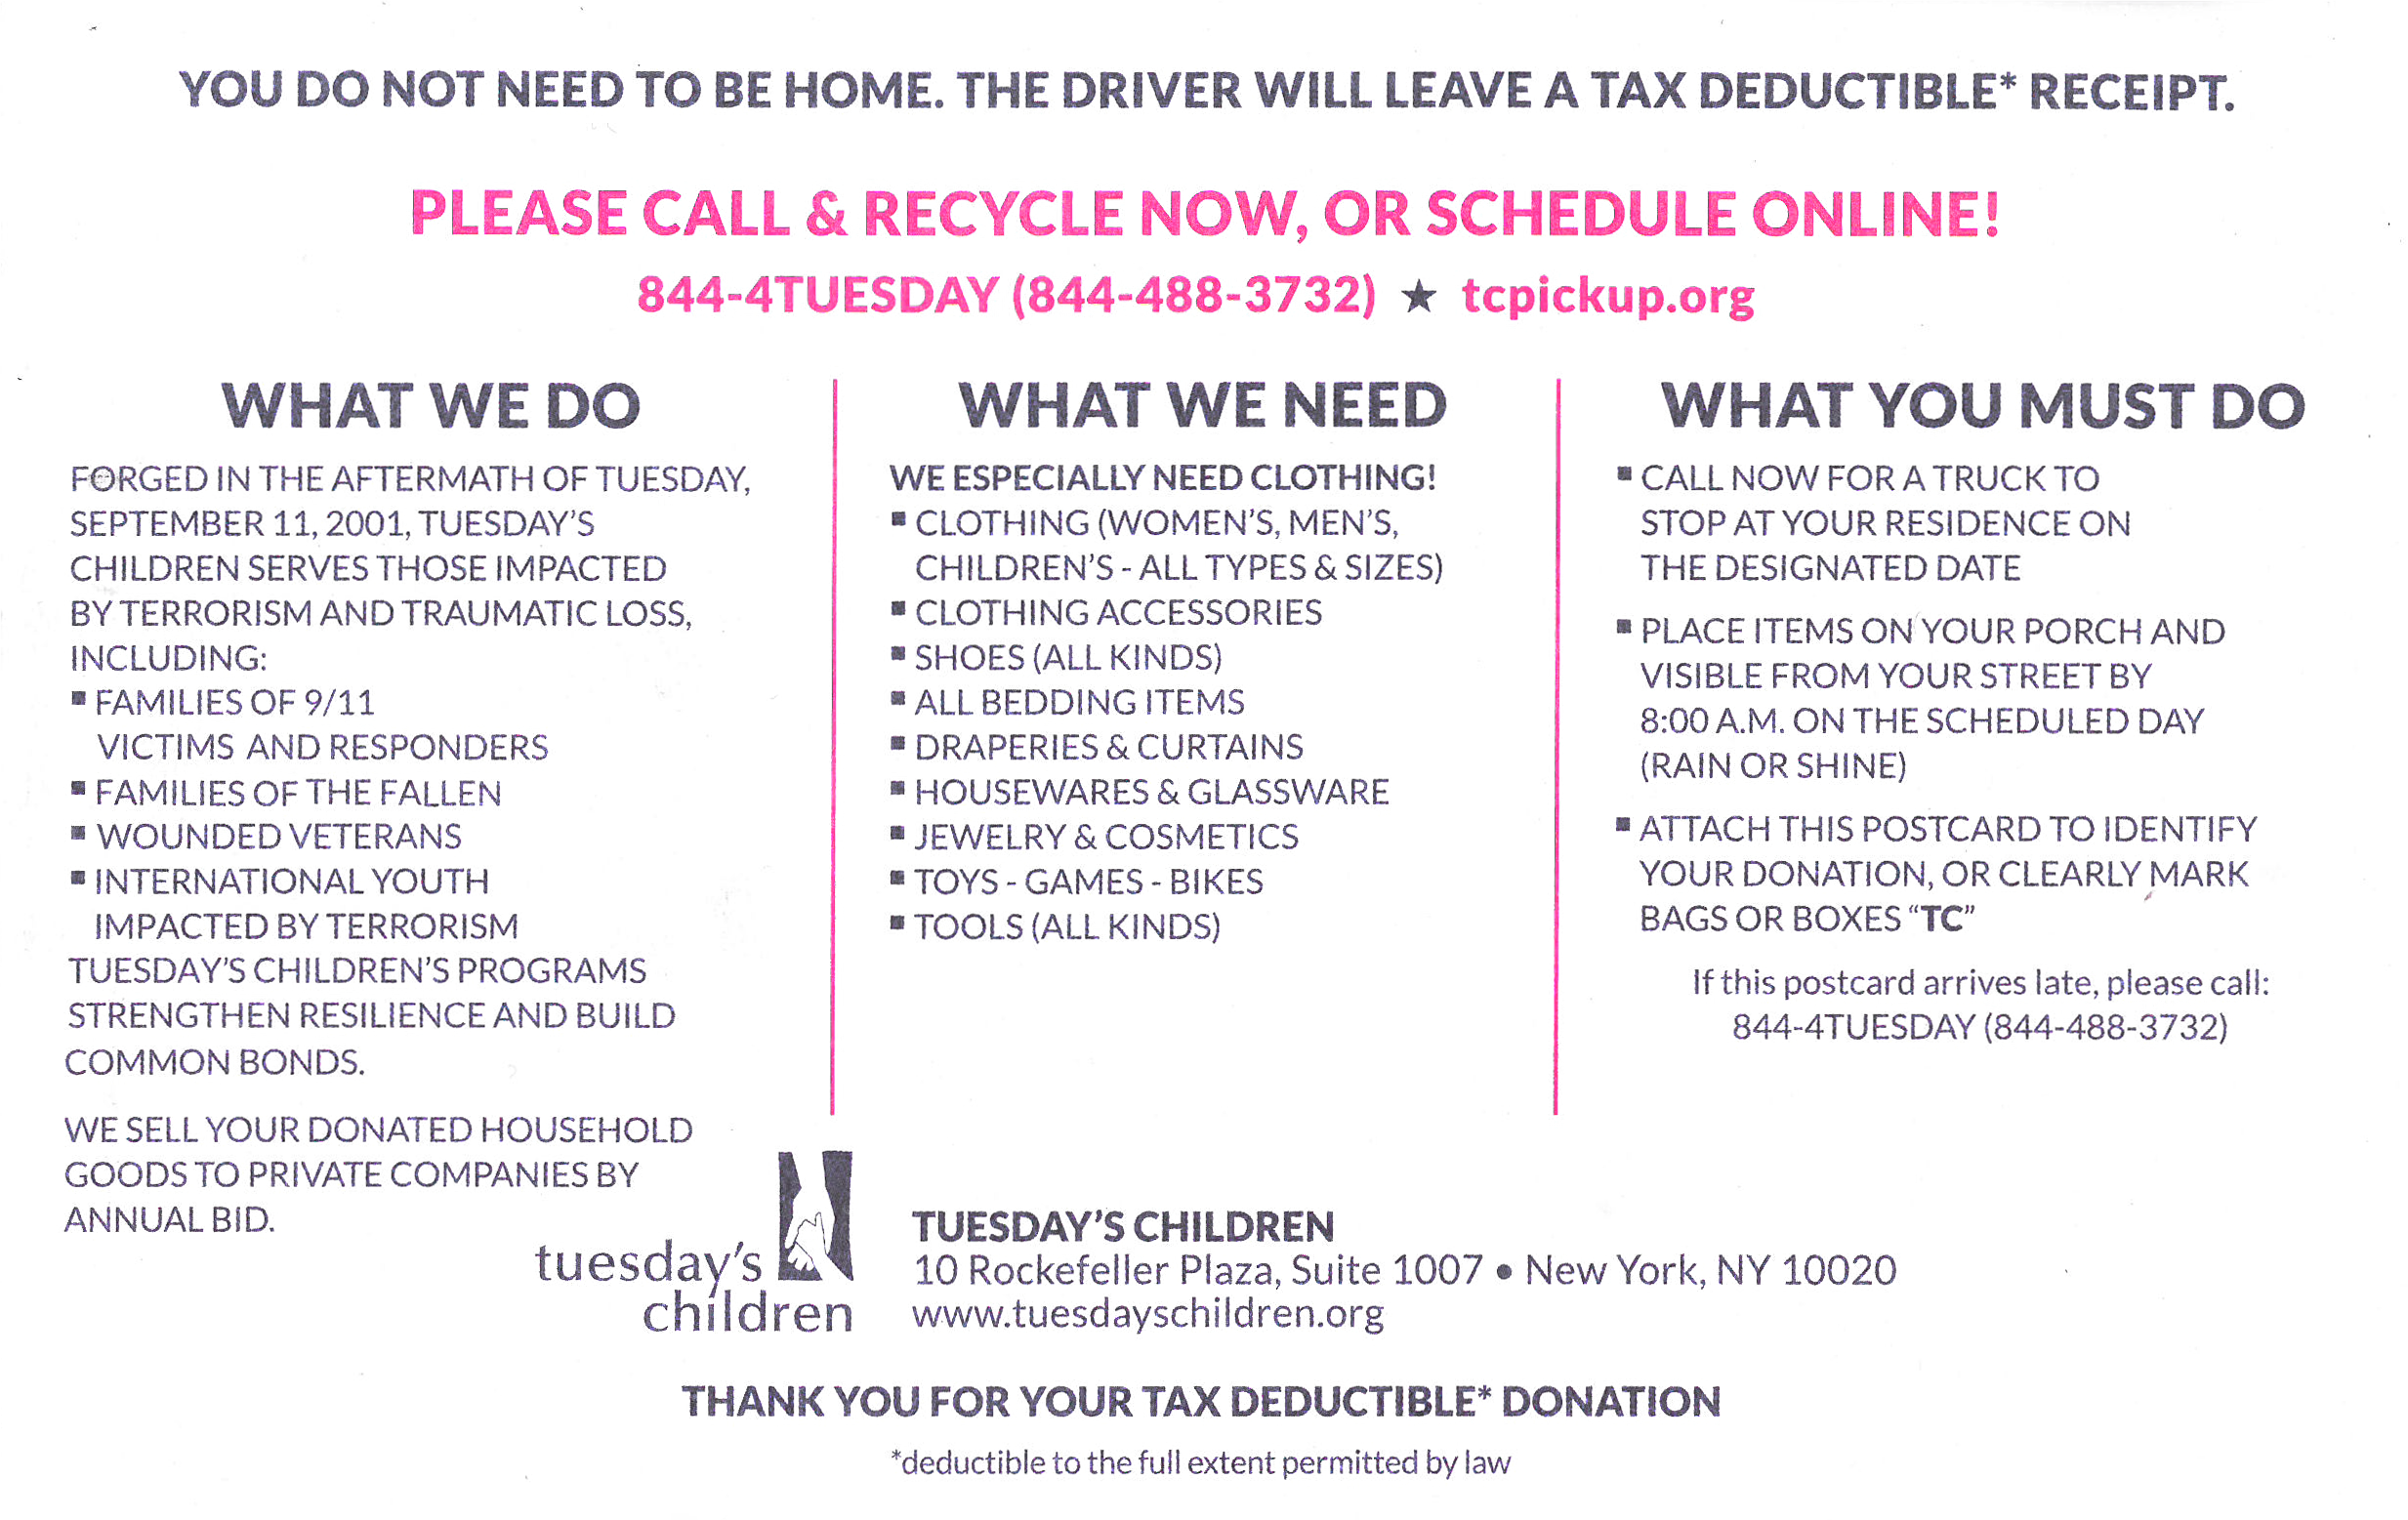 YOU DO NOT NEED TO BE HOME. THE DRIVER WILL LEAVE A TAX DEDUCTIBLE* RECEIPT.
PLEASE CALL & RECYCLE NOW, OR SCHEDULE ONLINE!
844-4TUESDAY (844-488-3732) ★ tcpickup.org
WHAT WE DO
FORGED IN THE AFTERMATH OF TUESDAY,
SEPTEMBER 11, 2001, TUESDAY'S
CHILDREN SERVES THOSE IMPACTED
BY TERRORISM AND TRAUMATIC LOSS,
INCLUDING:
▪ FAMILIES OF 9/11
VICTIMS AND RESPONDERS
▪ FAMILIES OF THE FALLEN
▪ WOUNDED VETERANS
▪ INTERNATIONAL YOUTH
IMPACTED BY TERRORISM
TUESDAY'S CHILDREN'S PROGRAMS
STRENGTHEN RESILIENCE AND BUILD
COMMON BONDS.
WE SELL YOUR DONATED HOUSEHOLD
GOODS TO PRIVATE COMPANIES BY
ANNUAL BID.
WHAT WE NEED
WE ESPECIALLY NEED CLOTHING!
▪ CLOTHING (WOMEN'S, MEN'S,
CHILDREN'S - ALL TYPES & SIZES)
▪ CLOTHING ACCESSORIES
▪ SHOES (ALL KINDS)
▪ ALL BEDDING ITEMS
▪ DRAPERIES & CURTAINS
▪ HOUSEWARES & GLASSWARE
▪ JEWELRY & COSMETICS
▪ TOYS - GAMES - BIKES
▪ TOOLS (ALL KINDS)
WHAT YOU MUST DO
▪ CALL NOW FOR A TRUCK TO
STOP AT YOUR RESIDENCE ON
THE DESIGNATED DATE
▪ PLACE ITEMS ON YOUR PORCH AND
VISIBLE FROM YOUR STREET BY
8:00 A.M. ON THE SCHEDULED DAY
(RAIN OR SHINE)
▪ ATTACH THIS POSTCARD TO IDENTIFY
YOUR DONATION, OR CLEARLY MARK
BAGS OR BOXES “TC”
If this postcard arrives late, please call:
844-4TUESDAY (844-488-3732)
tuesday's
children
TUESDAY'S CHILDREN
10 Rockefeller Plaza, Suite 1007 • New York, NY 10020
www.tuesdayschildren.org
THANK YOU FOR YOUR TAX DEDUCTIBLE* DONATION
*deductible to the full extent permitted by law